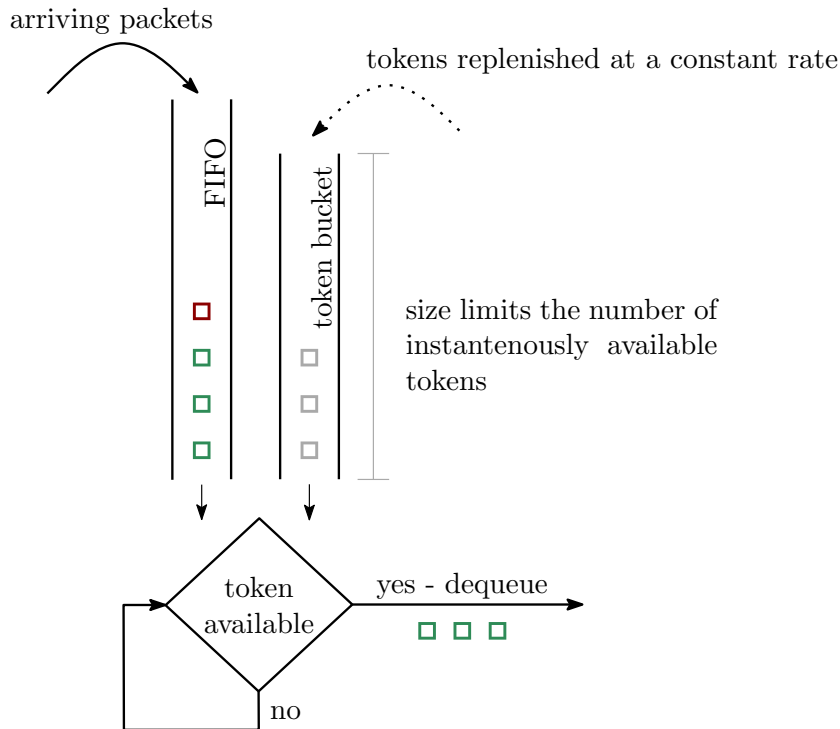 arriving packets
tokens replenished at a constant rate
FIFO
token bucket
size limits the number of
instantenously available
tokens
token
available
yes - dequeue
no